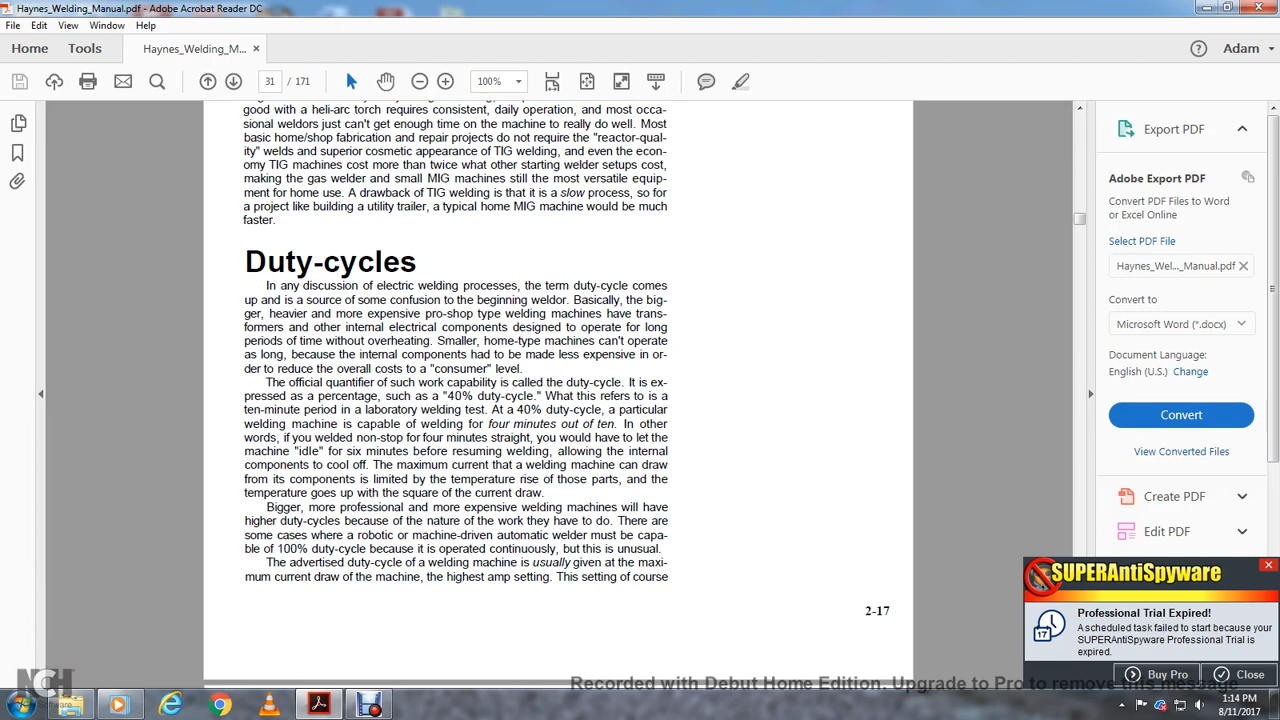 Haynes_Welding_Manual.pdf - Adobe Acrobat Reader DC
File Edit View Window Help
Home Tools Haynes_Welding_M... × Adam
31 / 171 100%
good with a heli-arc torch requires consistent, daily operation, and most occa-
sional weldors just can't get enough time on the machine to really do well. Most
basic home/shop fabrication and repair projects do not require the "reactor-qual-
ity" welds and superior cosmetic appearance of TIG welding, and even the econ-
omy TIG machines cost more than twice what other starting welder setups cost,
making the gas welder and small MIG machines still the most versatile equip-
ment for home use. A drawback of TIG welding is that it is a slow process, so for
a project like building a utility trailer, a typical home MIG machine would be much
faster.
Duty-cycles
In any discussion of electric welding processes, the term duty-cycle comes
up and is a source of some confusion to the beginning weldor. Basically, the big-
ger, heavier and more expensive pro-shop type welding machines have trans-
formers and other internal electrical components designed to operate for long
periods of time without overheating. Smaller, home-type machines can't operate
as long, because the internal components had to be made less expensive in or-
der to reduce the overall costs to a "consumer" level.
The official quantifier of such work capability is called the duty-cycle. It is ex-
pressed as a percentage, such as a "40% duty-cycle." What this refers to is a
ten-minute period in a laboratory welding test. At a 40% duty-cycle, a particular
welding machine is capable of welding for four minutes out of ten. In other
words, if you welded non-stop for four minutes straight, you would have to let the
machine "idle" for six minutes before resuming welding, allowing the internal
components to cool off. The maximum current that a welding machine can draw
from its components is limited by the temperature rise of those parts, and the
temperature goes up with the square of the current draw.
Bigger, more professional and more expensive welding machines will have
higher duty-cycles because of the nature of the work they have to do. There are
some cases where a robotic or machine-driven automatic welder must be capa-
ble of 100% duty-cycle because it is operated continuously, but this is unusual.
The advertised duty-cycle of a welding machine is usually given at the maxi-
mum current draw of the machine, the highest amp setting. This setting of course
2-17
Export PDF
Adobe Export PDF
Convert PDF Files to Word
or Excel Online
Select PDF File
Haynes_Wel..._Manual.pdf ×
Convert to
Microsoft Word (*.docx)
Document Language:
English (U.S.) Change
Convert
View Converted Files
Create PDF
Edit PDF
SUPERAntiSpyware
Professional Trial Expired!
A scheduled task failed to start because your
SUPERAntiSpyware Professional Trial is
expired.
17
Buy Pro Close
NCH
Software
Recorded with Debut Home Edition. Upgrade to Pro to remove this message
1:14 PM
8/11/2017